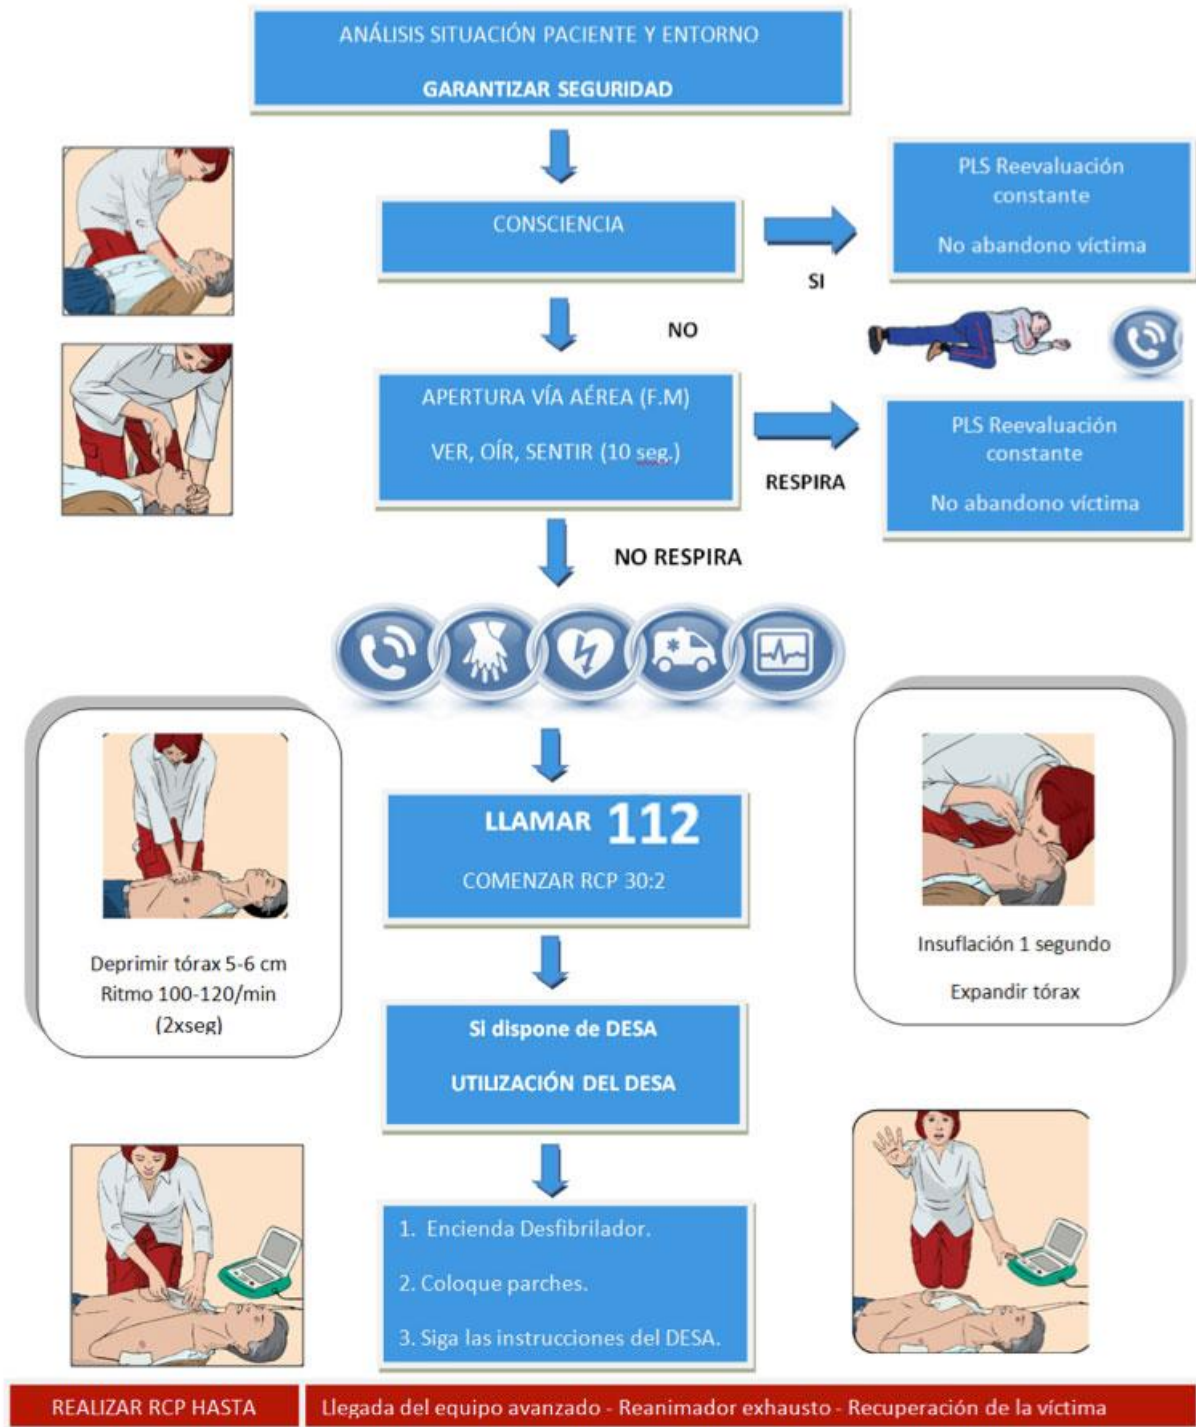 ANÁLISIS SITUACIÓN PACIENTE Y ENTORNO
GARANTIZAR SEGURIDAD
CONSCIENCIA
SI
PLS Reevaluación
constante
No abandono víctima
NO
APERTURA VÍA AÉREA (F.M)
VER, OÍR, SENTIR (10 seg.)
RESPIRA
PLS Reevaluación
constante
No abandono víctima
NO RESPIRA
LLAMAR 112
COMENZAR RCP 30:2
Deprimir tórax 5-6 cm
Ritmo 100-120/min
(2xseg)
Insuflación 1 segundo
Expandir tórax
Si dispone de DESA
UTILIZACIÓN DEL DESA
1. Encienda Desfibrilador.
2. Coloque parches.
3. Siga las instrucciones del DESA.
REALIZAR RCP HASTA
Llegada del equipo avanzado - Reanimador exhausto - Recuperación de la víctima